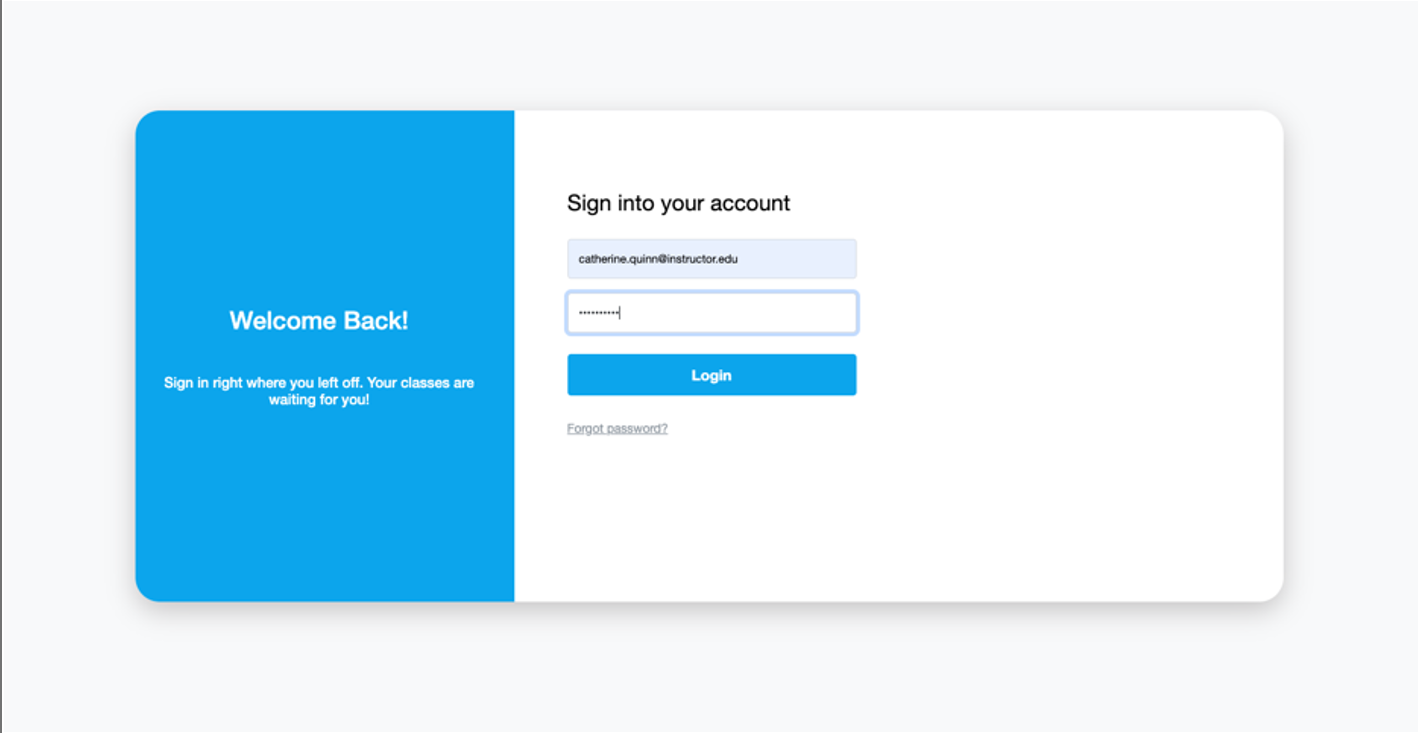 Welcome Back!
Sign in right where you left off. Your classes are
waiting for you!
Sign into your account
catherine.quinn@instructor.edu
••••••••••
Login
Forgot password?